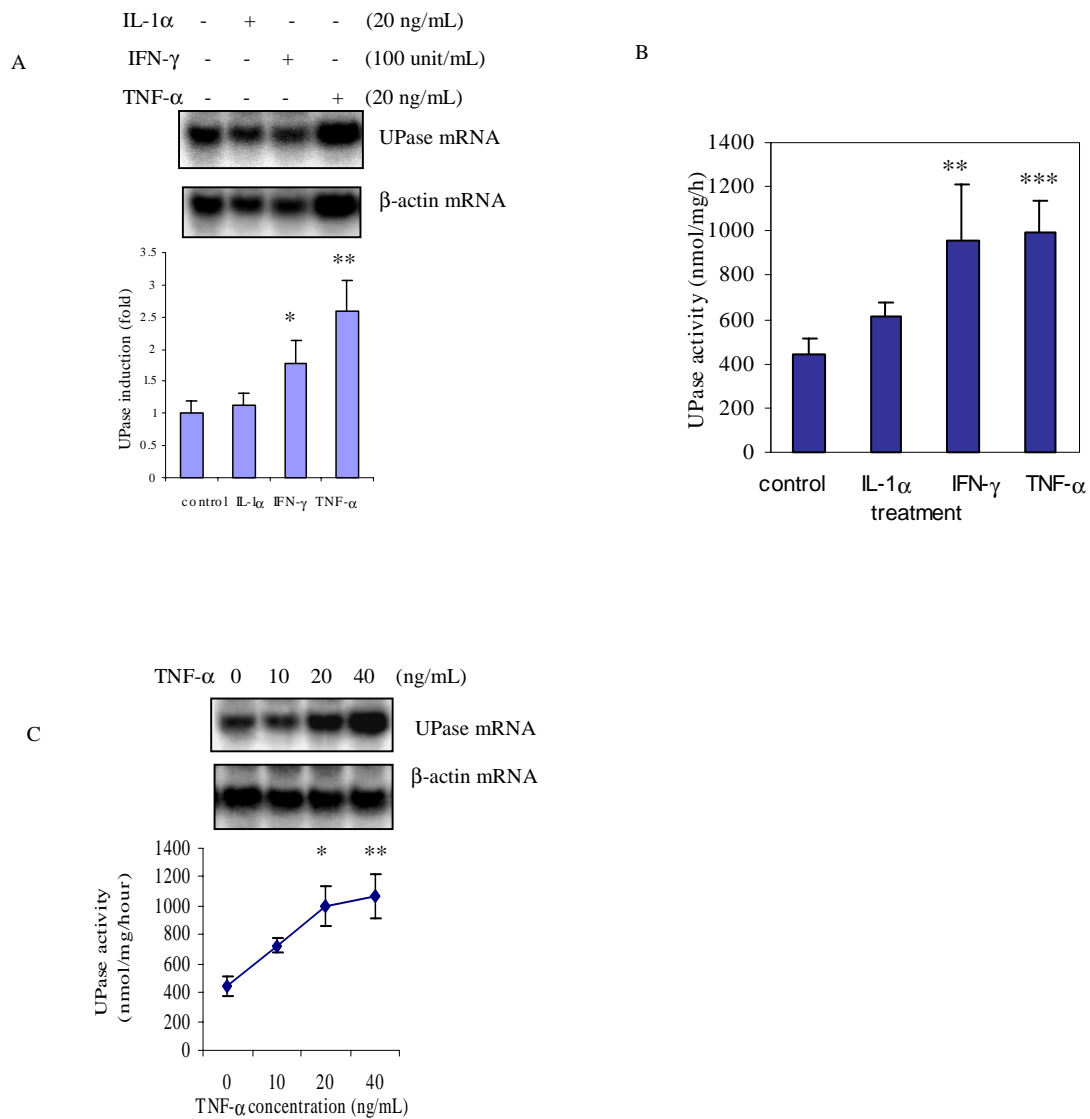 IL-1α - + - - (20 ng/mL)
A
IFN-γ - - + - (100 unit/mL)
TNF-α - - - + (20 ng/mL)
UPase mRNA
β-actin mRNA
3.5
3
2.5
2
1.5
1
0.5
0
UPase induction (fold)
*
**
control IL-1α IFN-γ TNF-α
B
1400
1200
1000
800
600
400
200
0
UPase activity (nmol/mg/h)
**
***
control IL-1α IFN-γ TNF-α
treatment
TNF-α 0 10 20 40 (ng/mL)
C
UPase mRNA
β-actin mRNA
1400
1200
1000
800
600
400
200
0
UPase activity
(nmol/mg/hour)
*
**
0 10 20 40
TNF-α concentration (ng/mL)